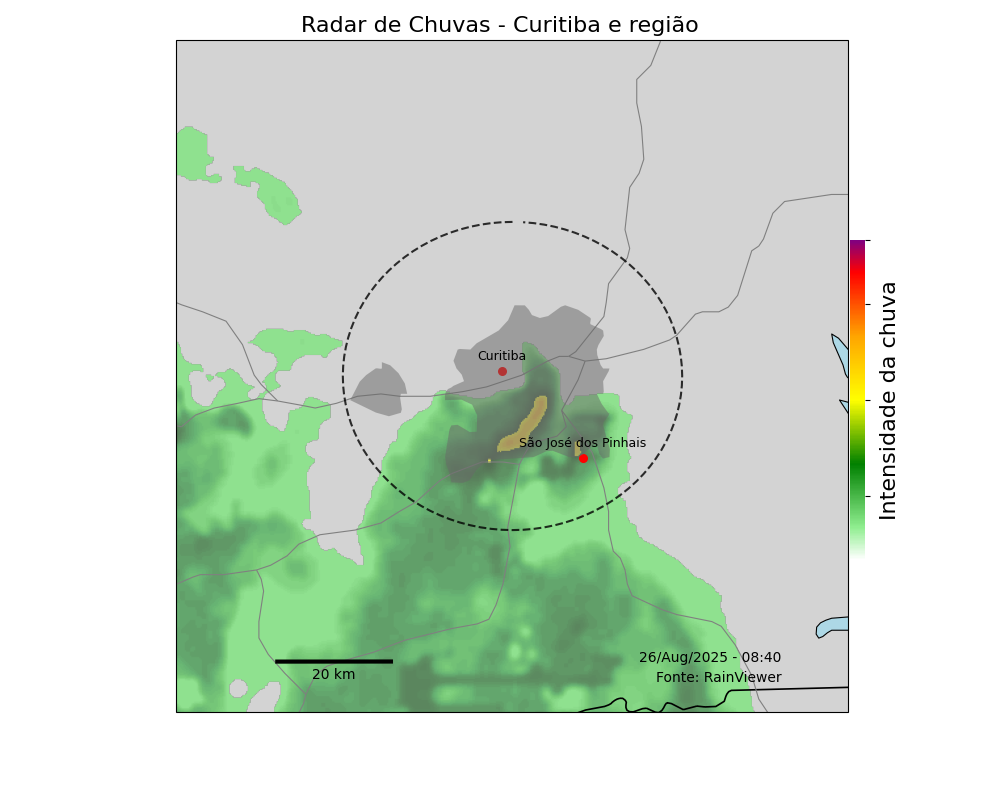 Radar de Chuvas - Curitiba e região
Curitiba
São José dos Pinhais
Intensidade da chuva
20 km
26/Aug/2025 - 08:40
Fonte: RainViewer